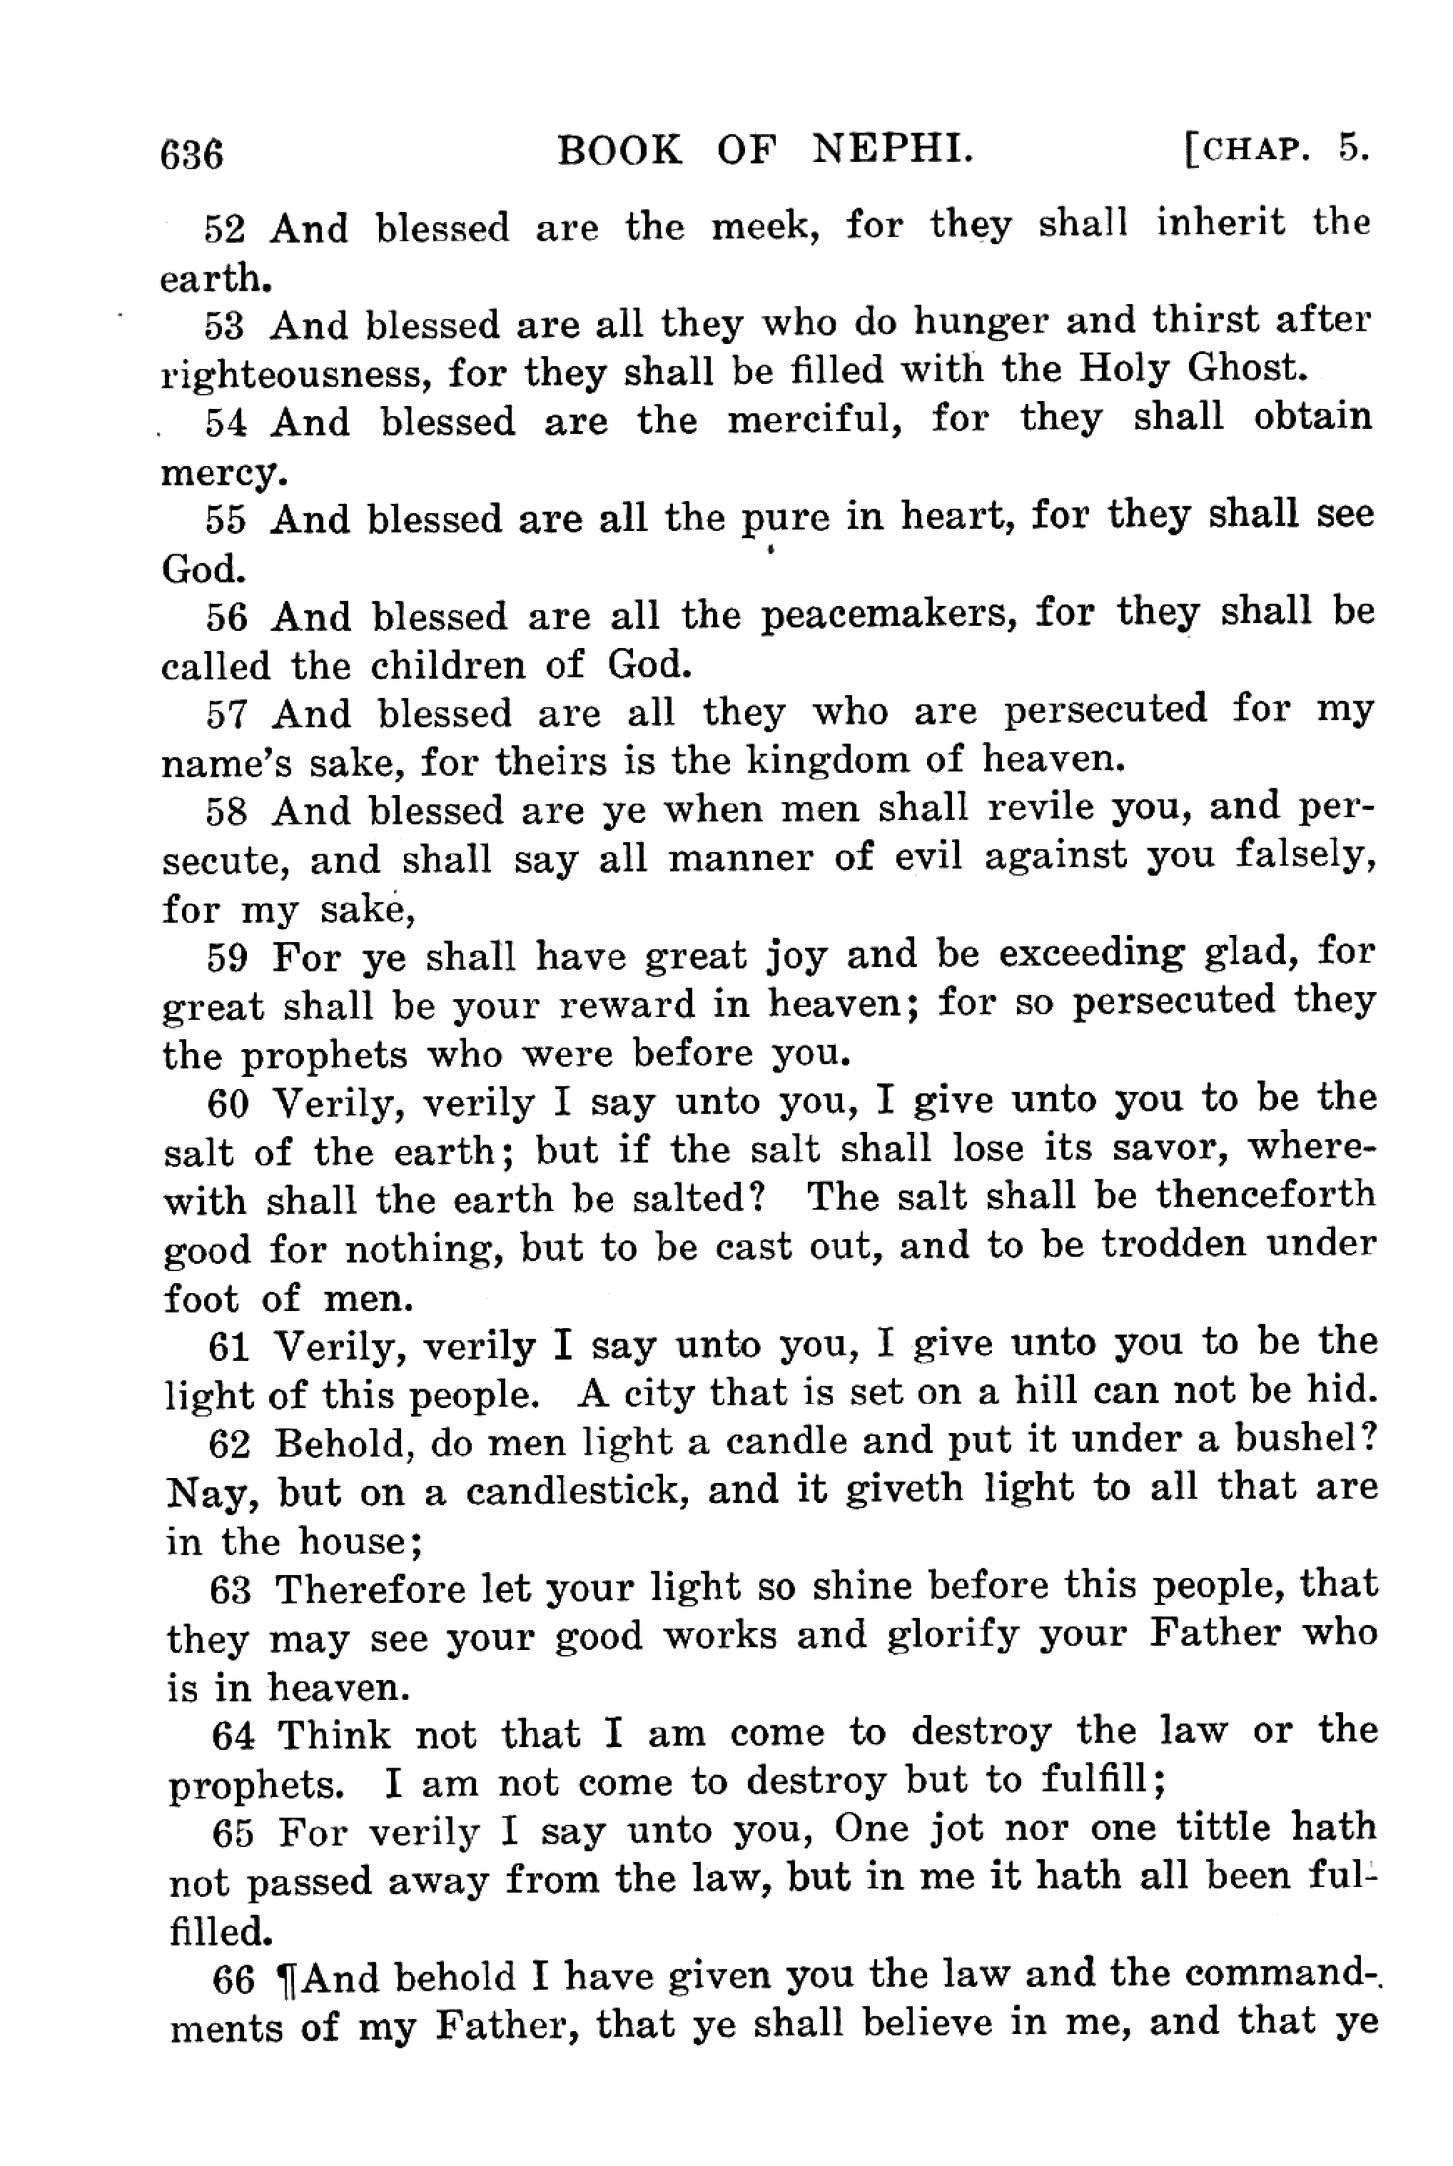 636 BOOK OF NEPHI. [CHAP. 5.
52 And blessed are the meek, for they shall inherit the
earth.
53 And blessed are all they who do hunger and thirst after
righteousness, for they shall be filled with the Holy Ghost.
54 And blessed are the merciful, for they shall obtain
mercy.
55 And blessed are all the pure in heart, for they shall see
God.
56 And blessed are all the peacemakers, for they shall be
called the children of God.
57 And blessed are all they who are persecuted for my
name's sake, for theirs is the kingdom of heaven.
58 And blessed are ye when men shall revile you, and per-
secute, and shall say all manner of evil against you falsely,
for my sake,
59 For ye shall have great joy and be exceeding glad, for
great shall be your reward in heaven; for so persecuted they
the prophets who were before you.
60 Verily, verily I say unto you, I give unto you to be the
salt of the earth; but if the salt shall lose its savor, where-
with shall the earth be salted? The salt shall be thenceforth
good for nothing, but to be cast out, and to be trodden under
foot of men.
61 Verily, verily I say unto you, I give unto you to be the
light of this people. A city that is set on a hill can not be hid.
62 Behold, do men light a candle and put it under a bushel?
Nay, but on a candlestick, and it giveth light to all that are
in the house;
63 Therefore let your light so shine before this people, that
they may see your good works and glorify your Father who
is in heaven.
64 Think not that I am come to destroy the law or the
prophets. I am not come to destroy but to fulfill;
65 For verily I say unto you, One jot nor one tittle hath
not passed away from the law, but in me it hath all been ful-
filled.
66 ¶And behold I have given you the law and the command-
ments of my Father, that ye shall believe in me, and that ye